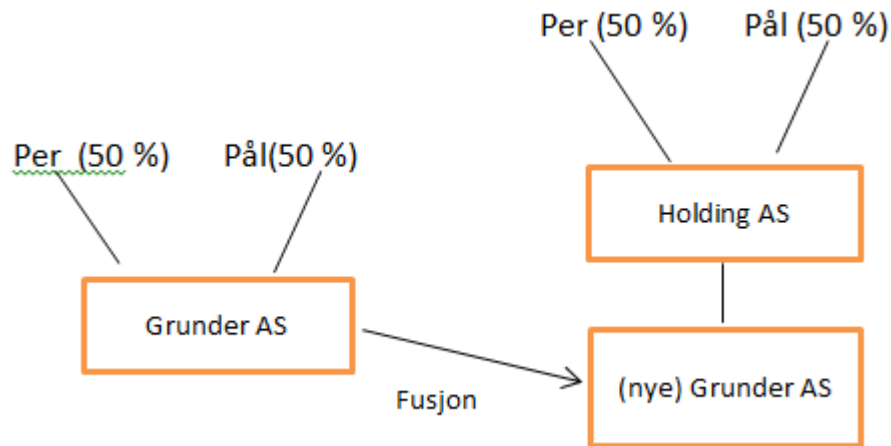 Per (50 %) Pål (50 %)
Per (50 %) Pål(50 %)
Holding AS
Grunder AS
(nye) Grunder AS
Fusjon